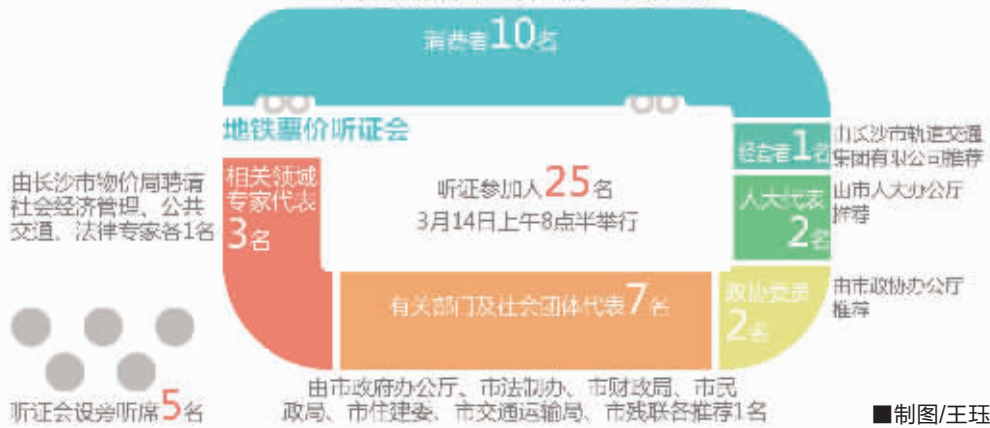 消费者10名
地铁票价听证会
经营者1名
由长沙市轨道交通
集团有限公司推荐
由长沙市物价局聘请
社会经济管理、公共
交通、法律专家各1名
相关领域
专家代表
3名
听证参加人25名
3月14日上午8点半举行
人大代表
2名
由市人大办公厅
推荐
有关部门及社会团体代表7名
政协委员
2名
由市政协办公厅
推荐
由市政府办公厅、市法制办、市财政局、市民
政局、市住建委、市交通运输局、市残联各推荐1名
听证会设旁听席5名
■制图/王珏